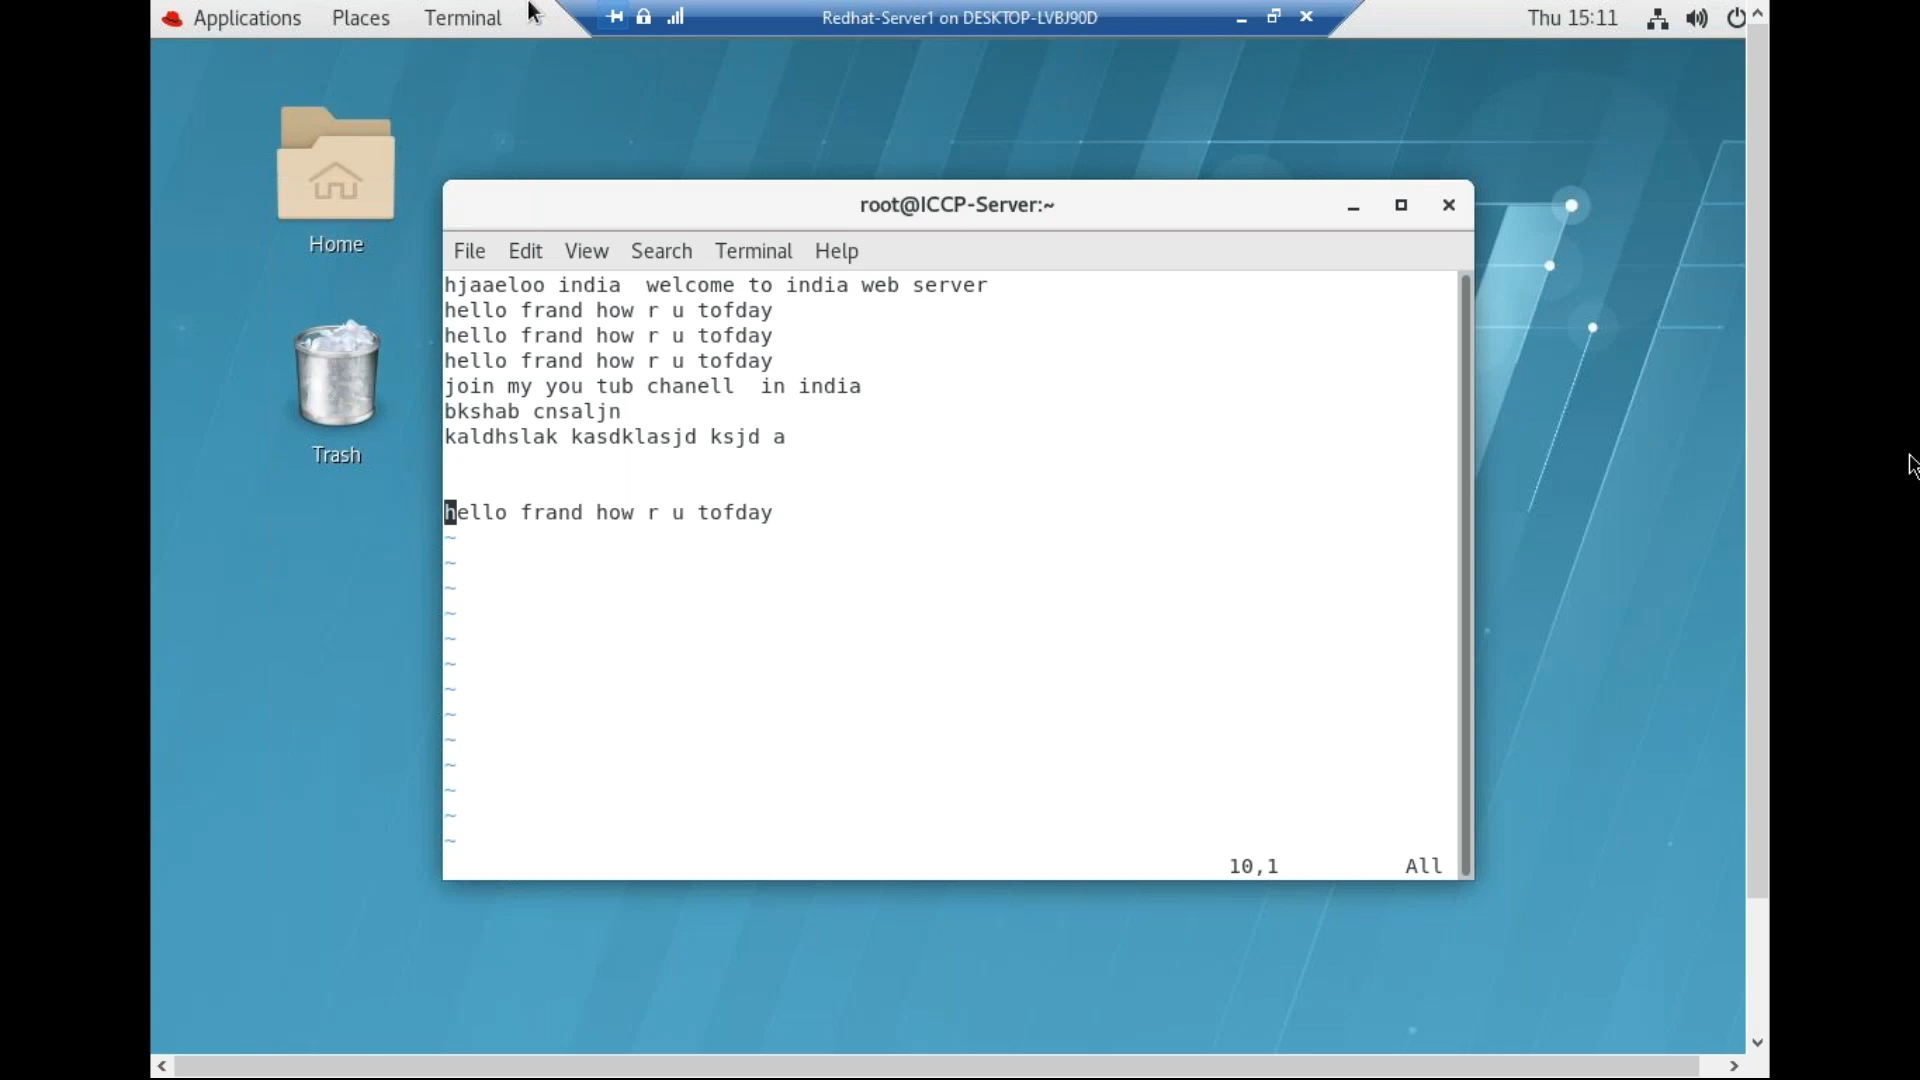 Applications Places Terminal
Redhat-Server1 on DESKTOP-LVBJ90D
Thu 15:11
Home
Trash
root@ICCP-Server:~
File Edit View Search Terminal Help
hjaaeloo india  welcome to india web server
hello frand how r u tofday
hello frand how r u tofday
hello frand how r u tofday
join my you tub chanell  in india
bkshab cnsaljn
kaldhslak kasdklasjd ksjd a
hello frand how r u tofday
~
~
~
~
~
~
~
~
~
~
~
~
~
10,1 All